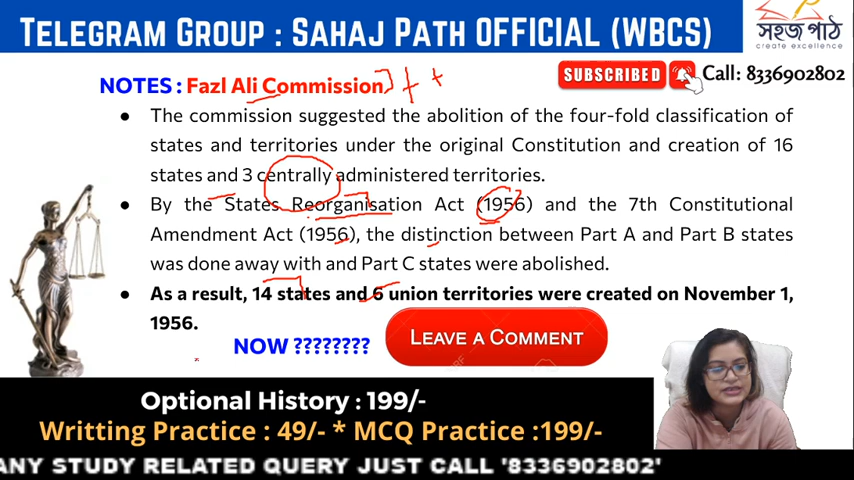 TELEGRAM GROUP : SAHAJ PATH OFFICIAL (WBCS)
সহজ পাঠ
create excellence
NOTES : Fazl Ali Commission
SUBSCRIBED
Call: 8336902802
• The commission suggested the abolition of the four-fold classification of
states and territories under the original Constitution and creation of 16
states and 3 centrally administered territories.
• By the States Reorganisation Act (1956) and the 7th Constitutional
Amendment Act (1956), the distinction between Part A and Part B states
was done away with and Part C states were abolished.
• As a result, 14 states and 6 union territories were created on November 1,
1956.
NOW ????????
LEAVE A COMMENT
Optional History : 199/-
Writting Practice : 49/- * MCQ Practice :199/-
ANY STUDY RELATED QUERY JUST CALL '8336902802'